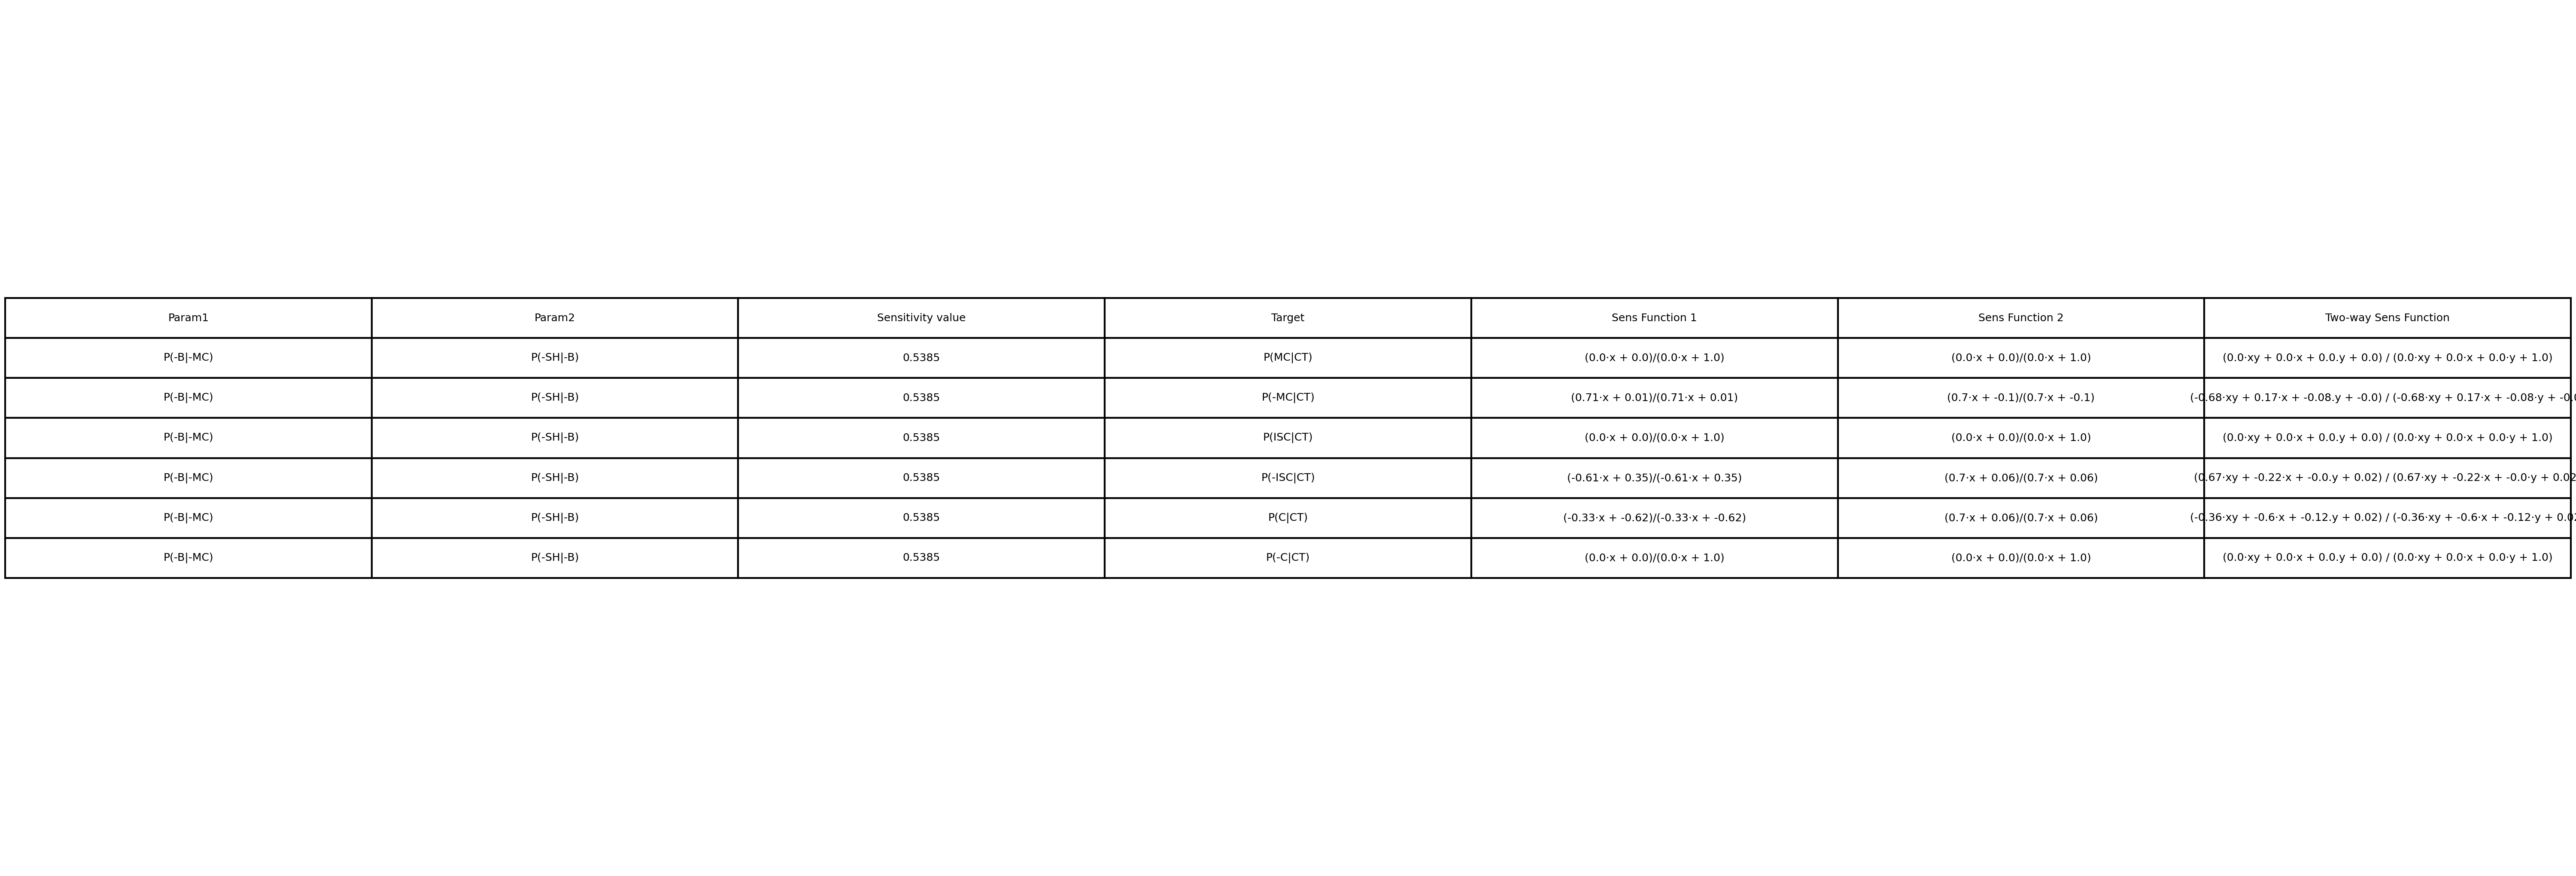 Param1 Param2 Sensitivity value Target Sens Function 1 Sens Function 2 Two-way Sens Function
P(-B|-MC) P(-SH|-B) 0.5385 P(MC|CT) (0.0·x + 0.0)/(0.0·x + 1.0) (0.0·x + 0.0)/(0.0·x + 1.0) (0.0·xy + 0.0·x + 0.0.y + 0.0) / (0.0·xy + 0.0·x + 0.0·y + 1.0)
P(-B|-MC) P(-SH|-B) 0.5385 P(-MC|CT) (0.71·x + 0.01)/(0.71·x + 0.01) (0.7·x + -0.1)/(0.7·x + -0.1) (-0.68·xy + 0.17·x + -0.08.y + -0.0) / (-0.68·xy + 0.17·x + -0.08·y + -0.0
P(-B|-MC) P(-SH|-B) 0.5385 P(ISC|CT) (0.0·x + 0.0)/(0.0·x + 1.0) (0.0·x + 0.0)/(0.0·x + 1.0) (0.0·xy + 0.0·x + 0.0.y + 0.0) / (0.0·xy + 0.0·x + 0.0·y + 1.0)
P(-B|-MC) P(-SH|-B) 0.5385 P(-ISC|CT) (-0.61·x + 0.35)/(-0.61·x + 0.35) (0.7·x + 0.06)/(0.7·x + 0.06) (0.67·xy + -0.22·x + -0.0.y + 0.02) / (0.67·xy + -0.22·x + -0.0·y + 0.02
P(-B|-MC) P(-SH|-B) 0.5385 P(C|CT) (-0.33·x + -0.62)/(-0.33·x + -0.62) (0.7·x + 0.06)/(0.7·x + 0.06) (-0.36·xy + -0.6·x + -0.12.y + 0.02) / (-0.36·xy + -0.6·x + -0.12·y + 0.02
P(-B|-MC) P(-SH|-B) 0.5385 P(-C|CT) (0.0·x + 0.0)/(0.0·x + 1.0) (0.0·x + 0.0)/(0.0·x + 1.0) (0.0·xy + 0.0·x + 0.0.y + 0.0) / (0.0·xy + 0.0·x + 0.0·y + 1.0)